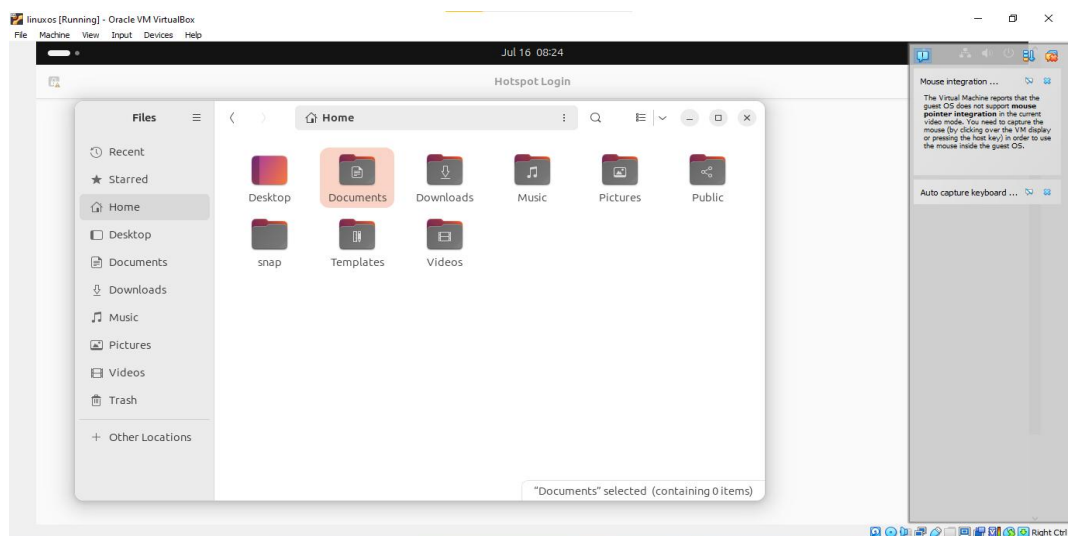 linuxos [Running] - Oracle VM VirtualBox
File Machine View Input Devices Help
Jul 16 08:24
Hotspot Login
Files
Home
Recent
Starred
Home
Desktop
Documents
Downloads
Music
Pictures
Videos
Trash
+ Other Locations
Desktop Documents Downloads Music Pictures Public
snap Templates Videos
"Documents" selected (containing 0 items)
Mouse integration ...
The Virtual Machine reports that the
guest OS does not support mouse
pointer integration in the current
video mode. You need to capture the
mouse (by clicking over the VM display
or pressing the host key) in order to use
the mouse inside the guest OS.
Auto capture keyboard ...
Right Ctrl